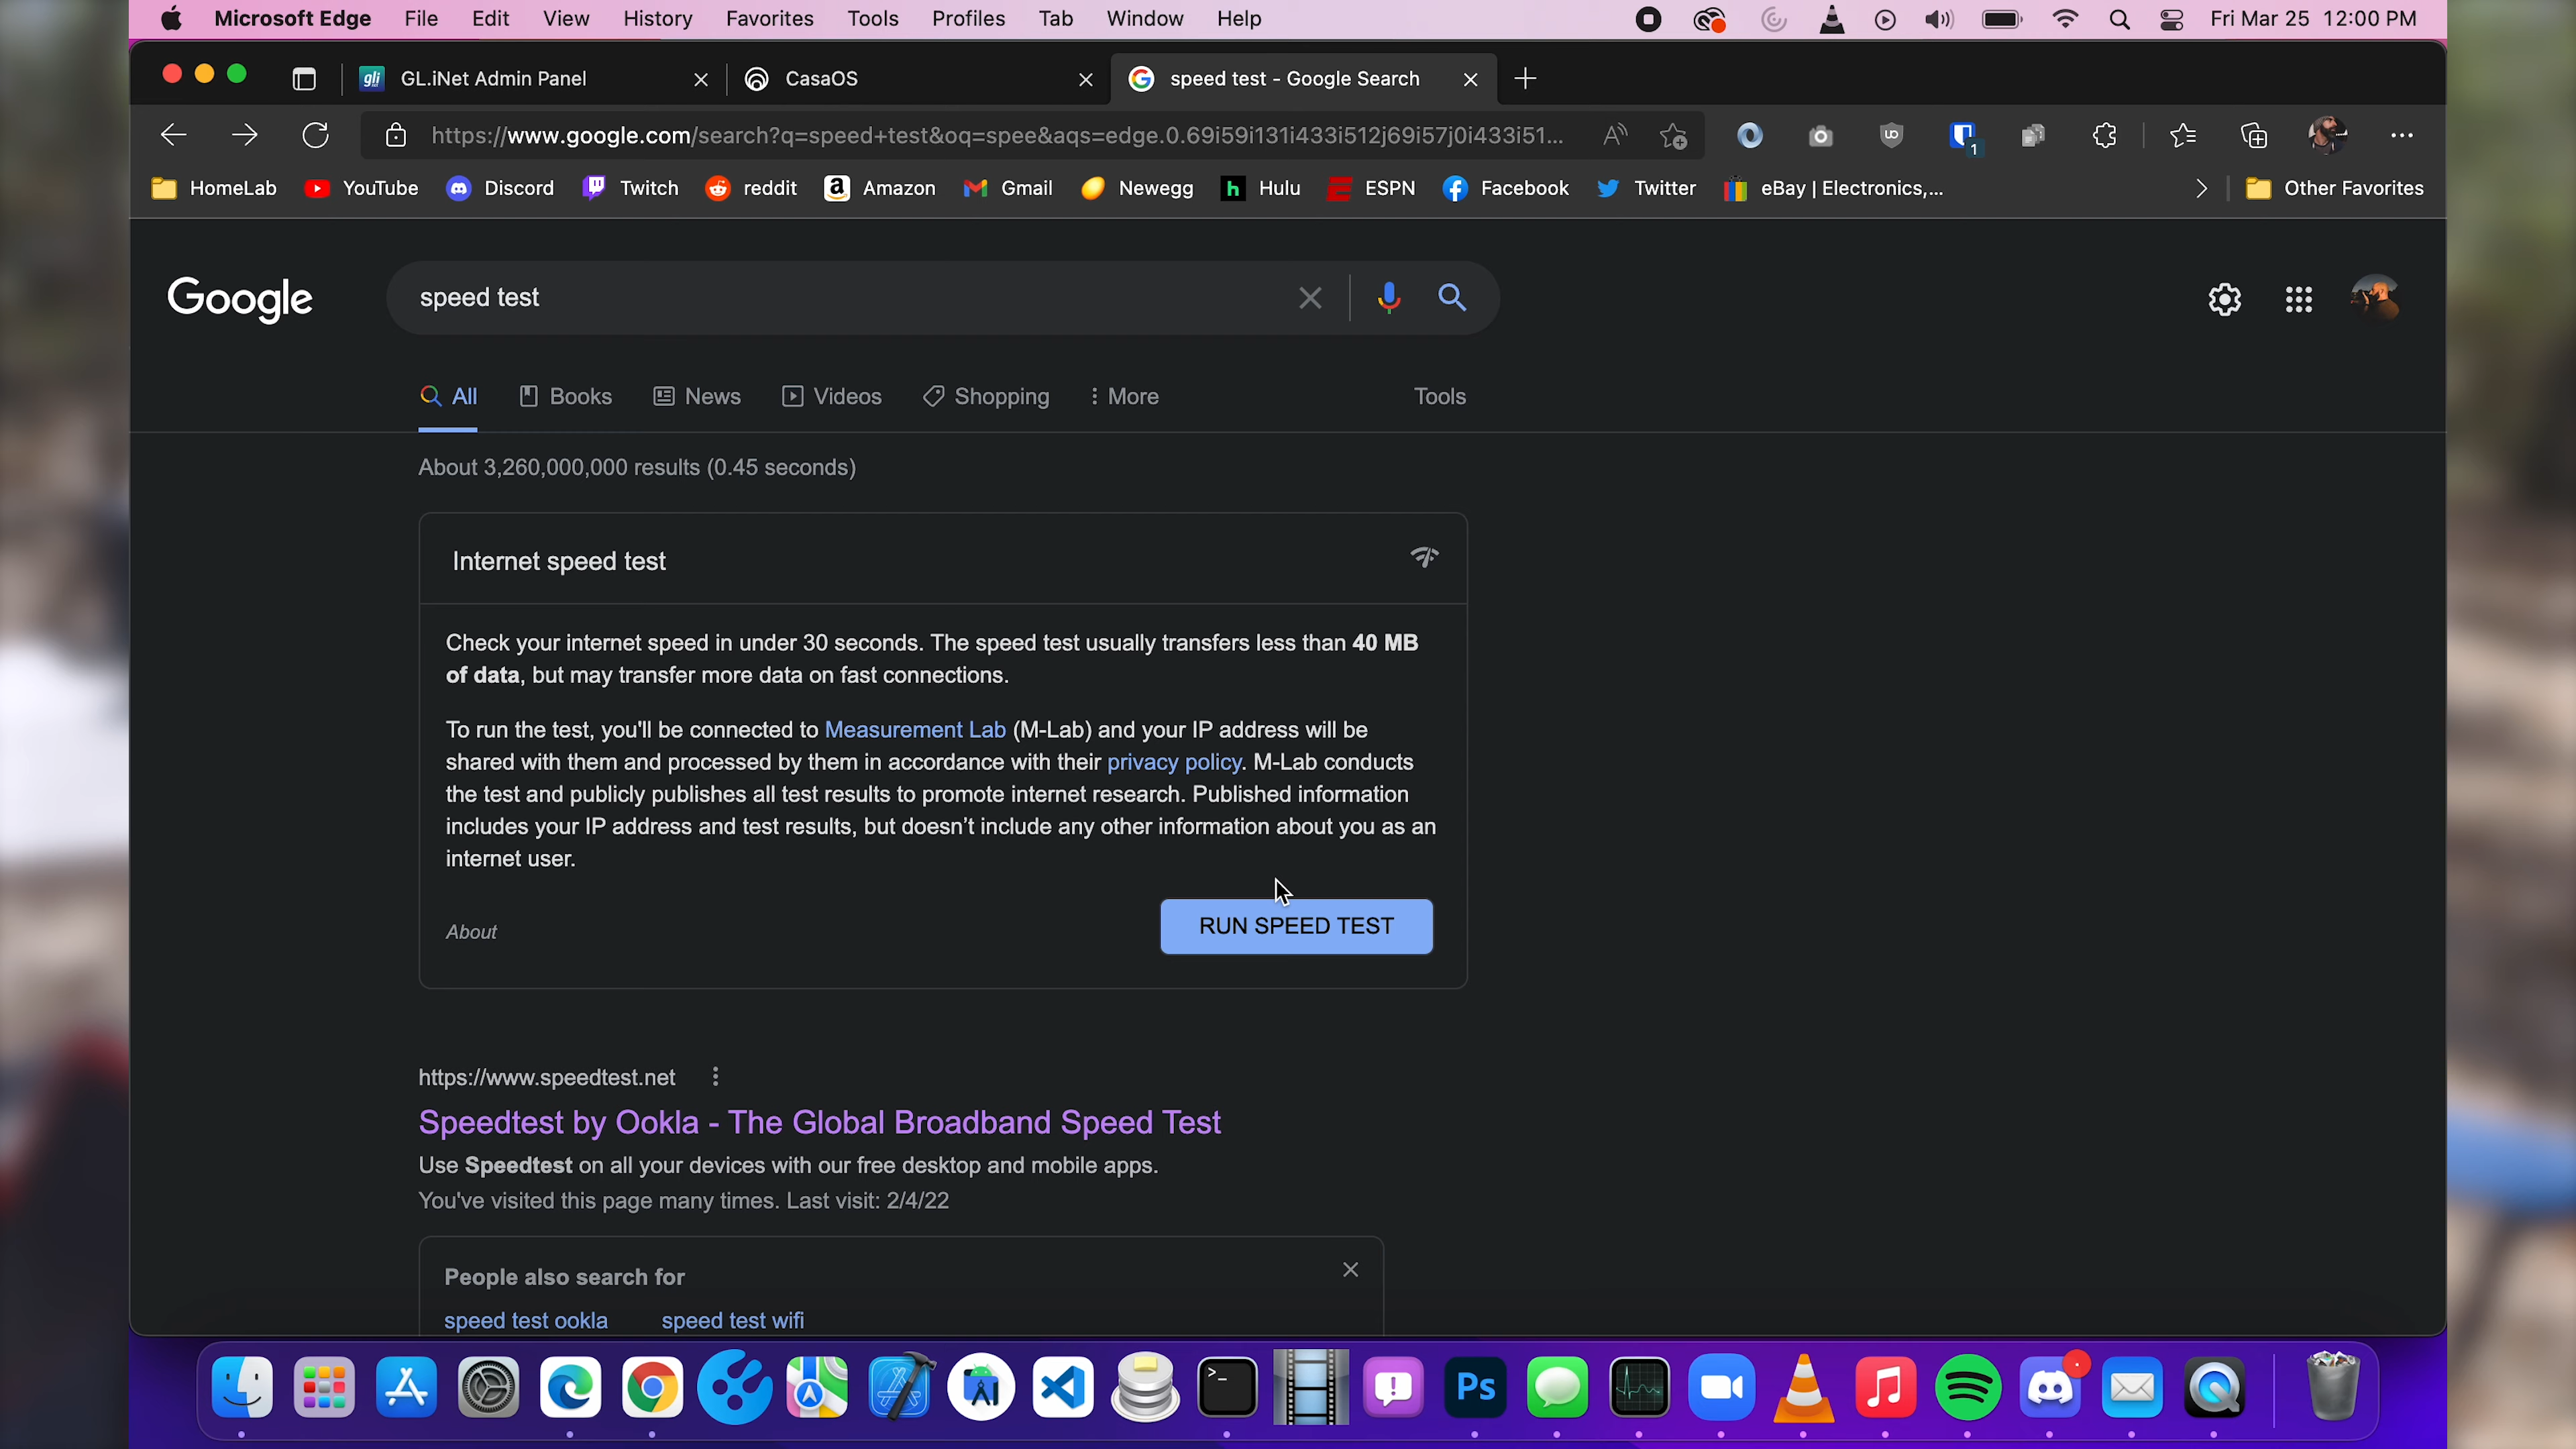 Microsoft Edge File Edit View History Favorites Tools Profiles Tab Window Help Fri Mar 25 12:00 PM
gli GL.iNet Admin Panel CasaOS speed test - Google Search
https://www.google.com/search?q=speed+test&oq=spee&aqs=edge.0.69i59i131i433i512j69i57j0i433i51...
1
HomeLab YouTube Discord Twitch reddit Amazon Gmail Newegg Hulu ESPN Facebook Twitter eBay | Electronics,... Other Favorites
Google speed test
All Books News Videos Shopping More Tools
About 3,260,000,000 results (0.45 seconds)
Internet speed test
Check your internet speed in under 30 seconds. The speed test usually transfers less than 40 MB
of data, but may transfer more data on fast connections.
To run the test, you'll be connected to Measurement Lab (M-Lab) and your IP address will be
shared with them and processed by them in accordance with their privacy policy. M-Lab conducts
the test and publicly publishes all test results to promote internet research. Published information
includes your IP address and test results, but doesn't include any other information about you as an
internet user.
About RUN SPEED TEST
https://www.speedtest.net
Speedtest by Ookla - The Global Broadband Speed Test
Use Speedtest on all your devices with our free desktop and mobile apps.
You've visited this page many times. Last visit: 2/4/22
People also search for
speed test ookla speed test wifi
Ps